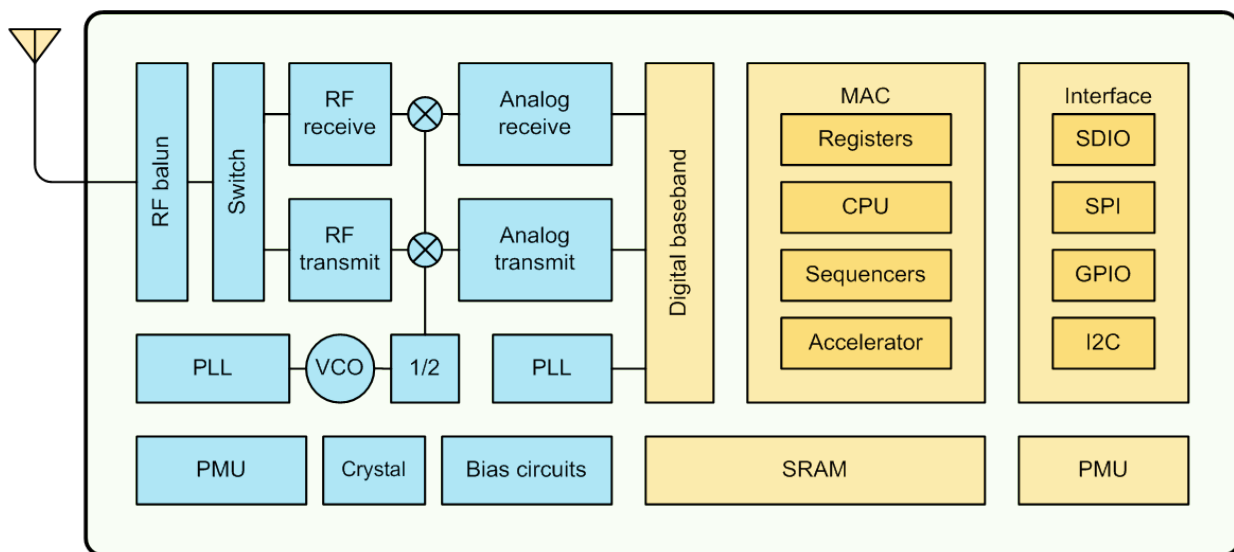 RF balun
Switch
RF
receive
Analog
receive
RF
transmit
Analog
transmit
Digital baseband
MAC
Registers
CPU
Sequencers
Accelerator
Interface
SDIO
SPI
GPIO
I2C
PLL
VCO
1/2
PLL
PMU
Crystal
Bias circuits
SRAM
PMU